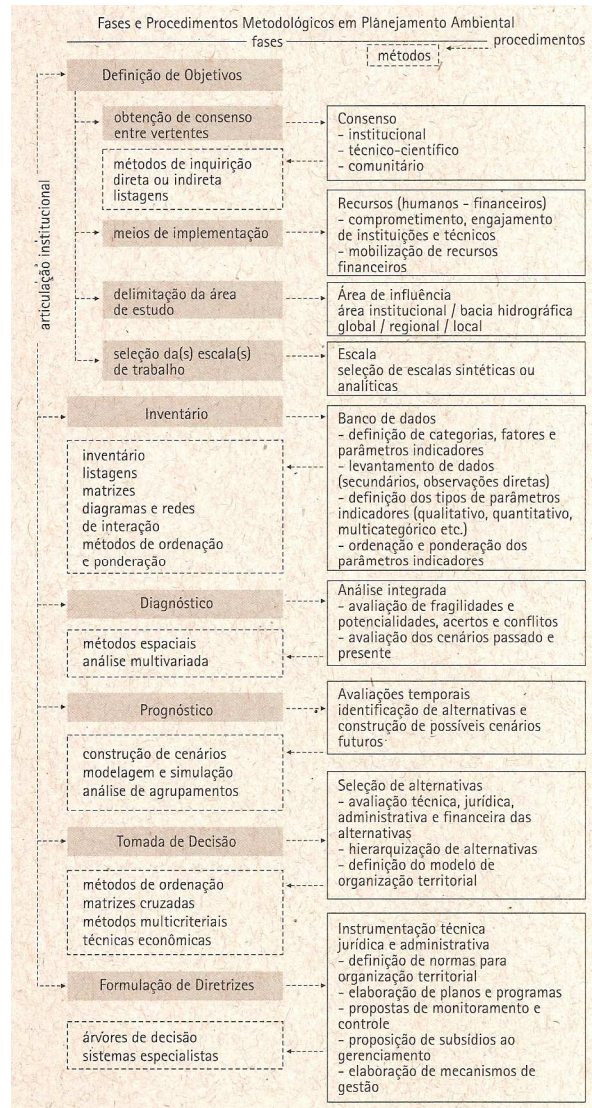 Fases e Procedimentos Metodológicos em Planejamento Ambiental
fases
procedimentos
métodos
articulação institucional
Definição de Objetivos
obtenção de consenso
entre vertentes
Consenso
- institucional
- técnico-científico
- comunitário
métodos de inquirição
direta ou indireta
listagens
meios de implementação
Recursos (humanos - financeiros)
- comprometimento, engajamento
de instituições e técnicos
- mobilização de recursos
financeiros
delimitação da área
de estudo
Área de influência
área institucional / bacia hidrográfica
global / regional / local
seleção da(s) escala(s)
de trabalho
Escala
seleção de escalas sintéticas ou
analíticas
Inventário
Banco de dados
- definição de categorias, fatores e
parâmetros indicadores
- levantamento de dados
(secundários, observações diretas)
- definição dos tipos de parâmetros
indicadores (qualitativo, quantitativo,
multicategórico etc.)
- ordenação e ponderação dos
parâmetros indicadores
inventário
listagens
matrizes
diagramas e redes
de interação
métodos de ordenação
e ponderação
Diagnóstico
Análise integrada
- avaliação de fragilidades e
potencialidades, acertos e conflitos
- avaliação dos cenários passado e
presente
métodos espaciais
análise multivariada
Prognóstico
Avaliações temporais
identificação de alternativas e
construção de possíveis cenários
futuros
construção de cenários
modelagem e simulação
análise de agrupamentos
Tomada de Decisão
Seleção de alternativas
- avaliação técnica, jurídica,
administrativa e financeira das
alternativas
- hierarquização de alternativas
- definição do modelo de
organização territorial
métodos de ordenação
matrizes cruzadas
métodos multicriteriais
técnicas econômicas
Formulação de Diretrizes
Instrumentação técnica
jurídica e administrativa
- definição de normas para
organização territorial
- elaboração de planos e programas
- propostas de monitoramento e
controle
- proposição de subsídios ao
gerenciamento
- elaboração de mecanismos de
gestão
árvores de decisão
sistemas especialistas